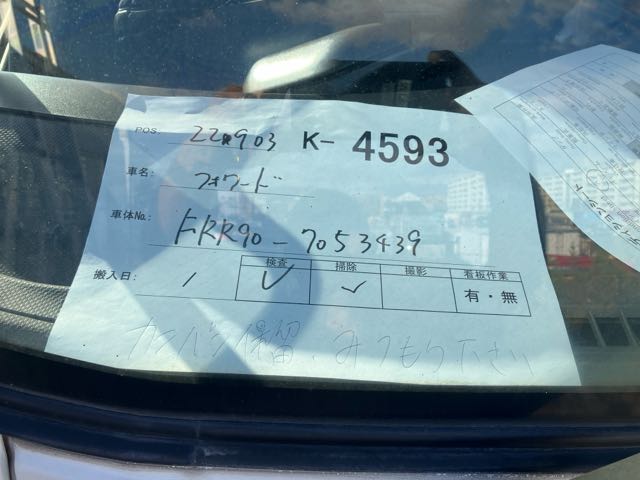 POS. 22R903 K- 4593
車名: フォワード
車体No.: FRR90-7053439
検査 掃除 撮影 看板作業
搬入日: / ✓ ✓ 有・無
カンバン保留、みつもり下さい